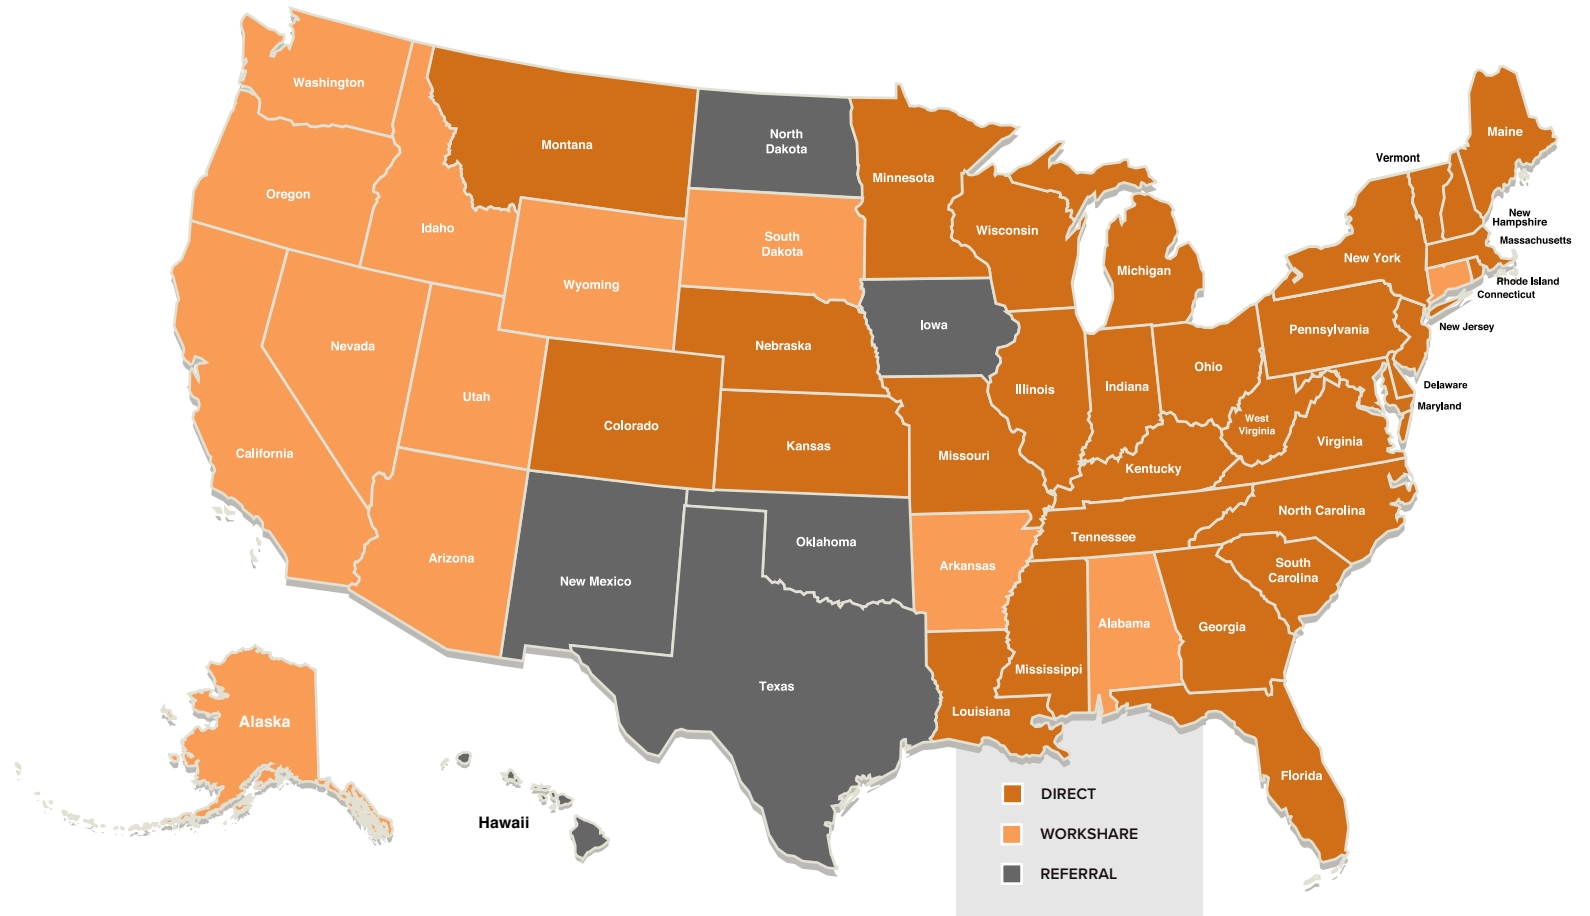 Washington
Montana
North
Dakota
Minnesota
Maine
Vermont
Oregon
Idaho
South
Dakota
Wisconsin
Michigan
New York
New
Hampshire
Massachusetts
Rhode Island
Connecticut
Wyoming
Nevada
Utah
Nebraska
Iowa
Illinois
Indiana
Ohio
Pennsylvania
New Jersey
Delaware
Maryland
California
Colorado
Kansas
Missouri
Kentucky
West
Virginia
Virginia
Arizona
New Mexico
Oklahoma
Arkansas
Tennessee
North Carolina
South
Carolina
Texas
Louisiana
Mississippi
Alabama
Georgia
Florida
Alaska
Hawaii
DIRECT
WORKSHARE
REFERRAL